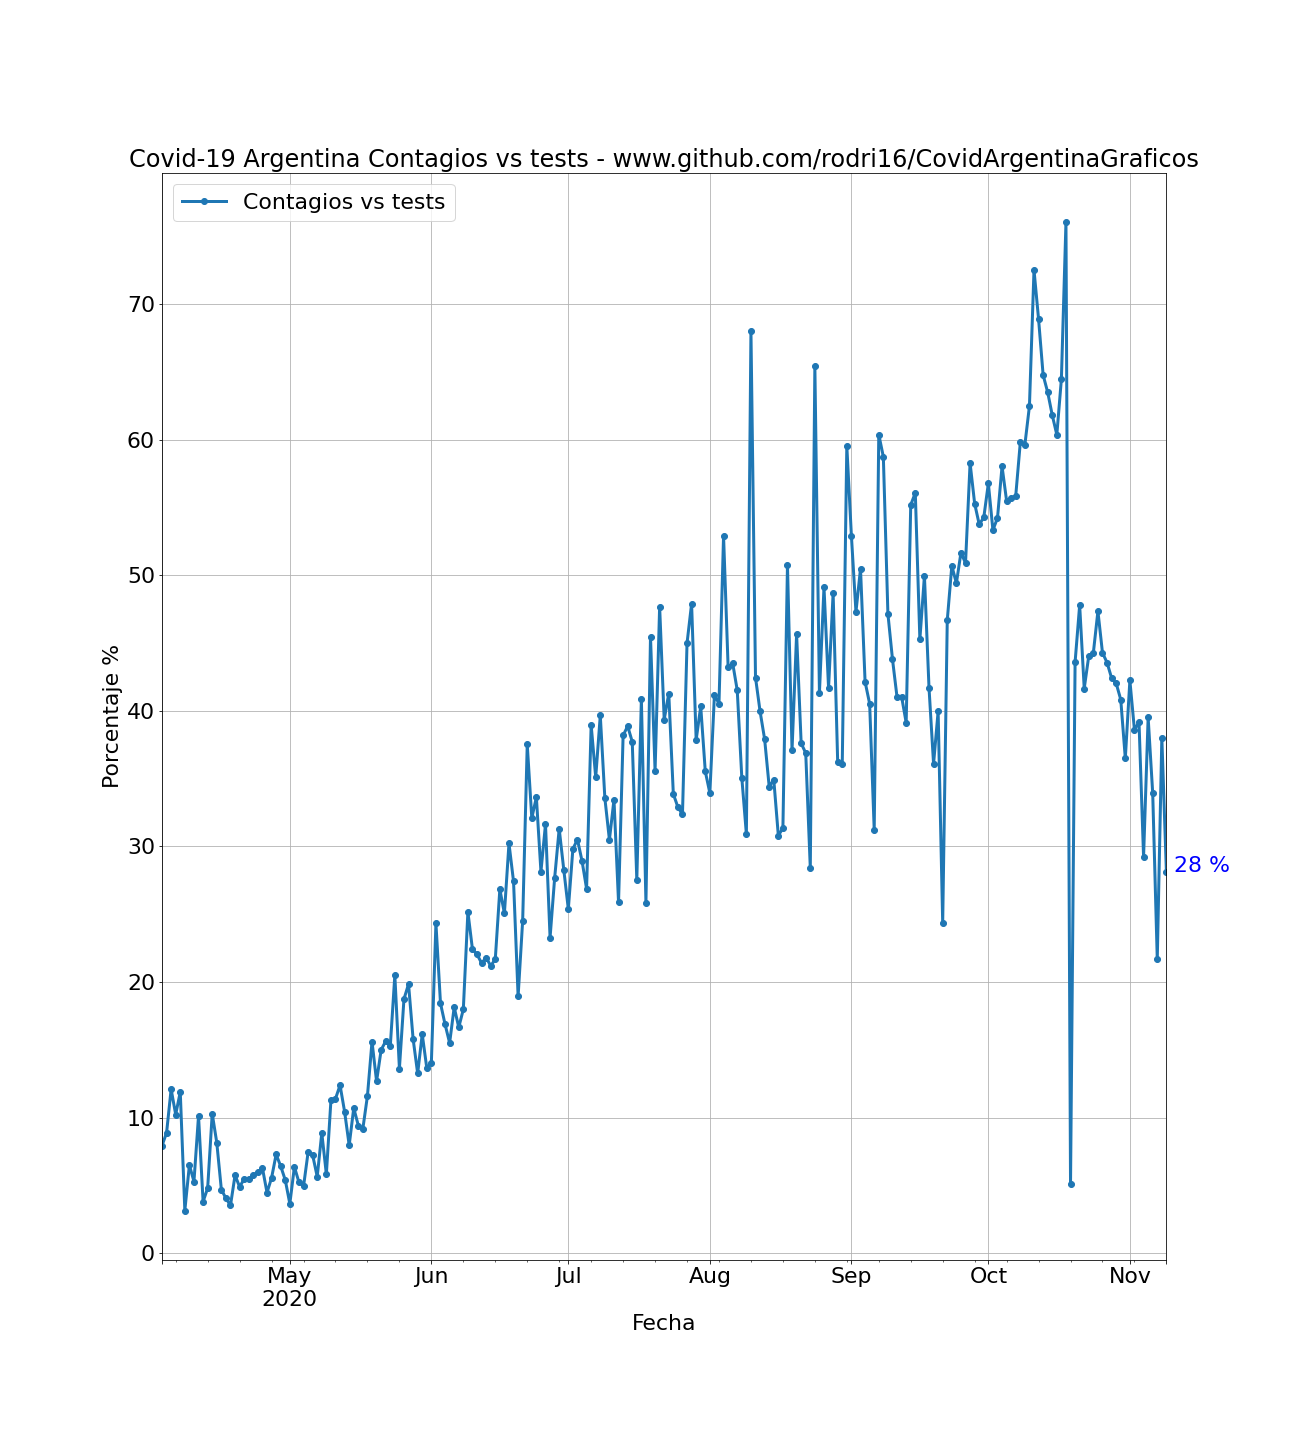 Covid-19 Argentina Contagios vs tests - www.github.com/rodri16/CovidArgentinaGraficos
Contagios vs tests
70
60
50
40
30
20
10
0
Porcentaje %
28 %
May Jun Jul Aug Sep Oct Nov
2020
Fecha